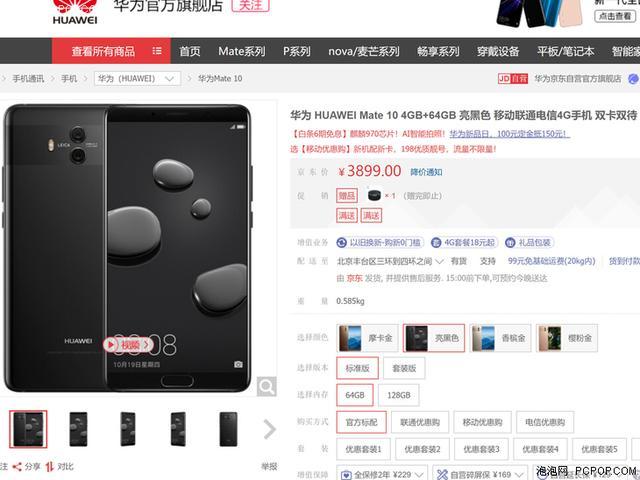 HUAWEI
华为官方旗舰店
关注
点击查看
查看所有商品
首页
Mate系列
P系列
nova/麦芒系列
畅享系列
穿戴设备
平板/笔记本
智能家
手机通讯 > 手机 > 华为（HUAWEI） > 华为Mate 10
JD自营 华为京东自营官方旗舰店
华为 HUAWEI Mate 10 4GB+64GB 亮黑色 移动联通电信4G手机 双卡双待
【白条6期免息】麒麟970芯片！AI智能拍照！华为新品日，100元定金抵150元！
选【移动优惠购】新机配新卡，198优质靓号，流量不限量！
京东价 ￥3899.00 降价通知
促销 赠品 × 1 （赠完即止）
满送 满送
增值业务 以旧换新·购新0门槛 4G套餐18元起 礼品包装
配送至 北京丰台区三环到四环之间 有货 支持 99元免基础运费(20kg内) 货到付款
由 京东 发货, 并提供售后服务. 15:00前下单,可预约今晚送达
重量 0.585kg
选择颜色 摩卡金 亮黑色 香槟金 樱粉金
选择版本 标准版 套装版
选择内存 64GB 128GB
购买方式 官方标配 联通优惠购 移动优惠购 电信优惠购
套装 优惠套装1 优惠套装2 优惠套装3 优惠套装4 优惠套装5
增值保障 全保修2年 ￥229 自营碎屏保 ￥169
LEICA
HUAWEI
视频
08:08
10月19日星期四
关注 分享 对比
举报
泡泡网 PCPOP.COM